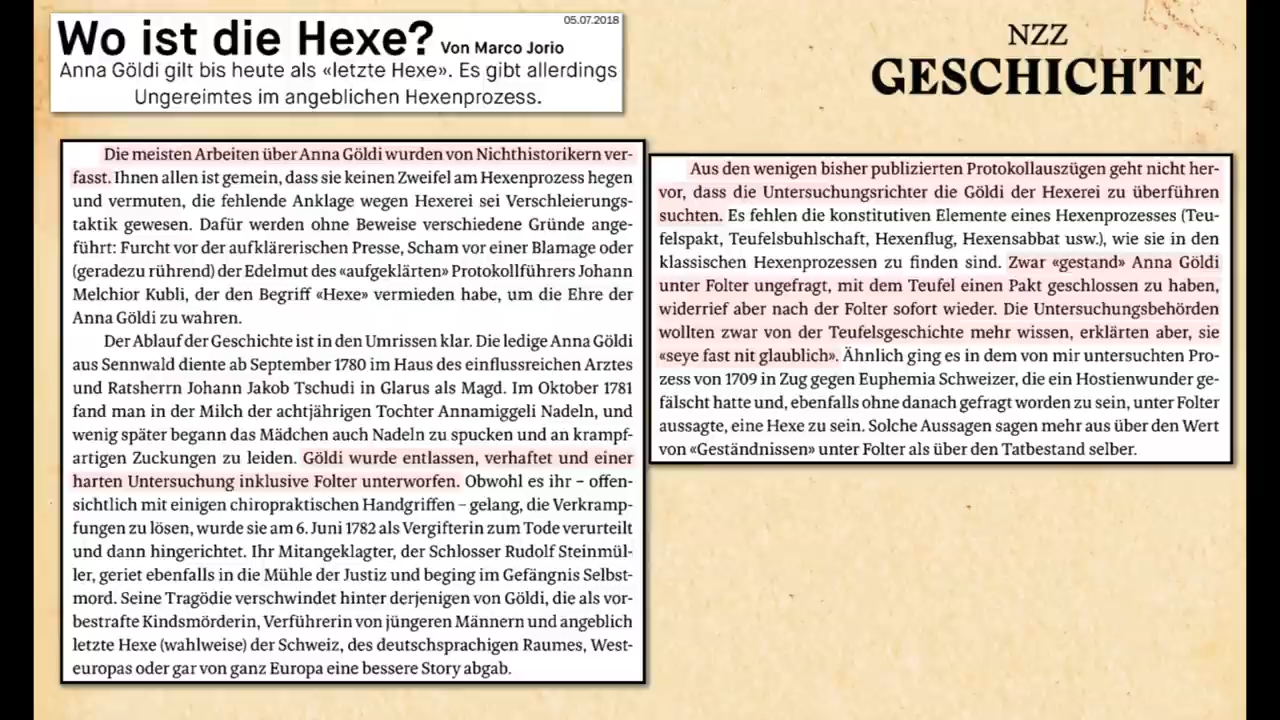 05.07.2018
Wo ist die Hexe? Von Marco Jorio
Anna Göldi gilt bis heute als «letzte Hexe». Es gibt allerdings
Ungereimtes im angeblichen Hexenprozess.
NZZ
GESCHICHTE
Die meisten Arbeiten über Anna Göldi wurden von Nichthistorikern ver-
fasst. Ihnen allen ist gemein, dass sie keinen Zweifel am Hexenprozess hegen
und vermuten, die fehlende Anklage wegen Hexerei sei Verschleierungs-
taktik gewesen. Dafür werden ohne Beweise verschiedene Gründe ange-
führt: Furcht vor der aufklärerischen Presse, Scham vor einer Blamage oder
(geradezu rührend) der Edelmut des «aufgeklärten» Protokollführers Johann
Melchior Kubli, der den Begriff «Hexe» vermieden habe, um die Ehre der
Anna Göldi zu wahren.
Der Ablauf der Geschichte ist in den Umrissen klar. Die ledige Anna Göldi
aus Sennwald diente ab September 1780 im Haus des einflussreichen Arztes
und Ratsherrn Johann Jakob Tschudi in Glarus als Magd. Im Oktober 1781
fand man in der Milch der achtjährigen Tochter Annamiggeli Nadeln, und
wenig später begann das Mädchen auch Nadeln zu spucken und an krampf-
artigen Zuckungen zu leiden. Göldi wurde entlassen, verhaftet und einer
harten Untersuchung inklusive Folter unterworfen. Obwohl es ihr – offen-
sichtlich mit einigen chiropraktischen Handgriffen – gelang, die Verkramp-
fungen zu lösen, wurde sie am 6. Juni 1782 als Vergifterin zum Tode verurteilt
und dann hingerichtet. Ihr Mitangeklagter, der Schlosser Rudolf Steinmül-
ler, geriet ebenfalls in die Mühle der Justiz und beging im Gefängnis Selbst-
mord. Seine Tragödie verschwindet hinter derjenigen von Göldi, die als vor-
bestrafte Kindsmörderin, Verführerin von jüngeren Männern und angeblich
letzte Hexe (wahlweise) der Schweiz, des deutschsprachigen Raumes, West-
europas oder gar von ganz Europa eine bessere Story abgab.
Aus den wenigen bisher publizierten Protokollauszügen geht nicht her-
vor, dass die Untersuchungsrichter die Göldi der Hexerei zu überführen
suchten. Es fehlen die konstitutiven Elemente eines Hexenprozesses (Teu-
felspakt, Teufelsbuhlschaft, Hexenflug, Hexensabbat usw.), wie sie in den
klassischen Hexenprozessen zu finden sind. Zwar «gestand» Anna Göldi
unter Folter ungefragt, mit dem Teufel einen Pakt geschlossen zu haben,
widerrief aber nach der Folter sofort wieder. Die Untersuchungsbehörden
wollten zwar von der Teufelsgeschichte mehr wissen, erklärten aber, sie
«seye fast nit glaublich». Ähnlich ging es in dem von mir untersuchten Pro-
zess von 1709 in Zug gegen Euphemia Schweizer, die ein Hostienwunder ge-
fälscht hatte und, ebenfalls ohne danach gefragt worden zu sein, unter Folter
aussagte, eine Hexe zu sein. Solche Aussagen sagen mehr aus über den Wert
von «Geständnissen» unter Folter als über den Tatbestand selber.